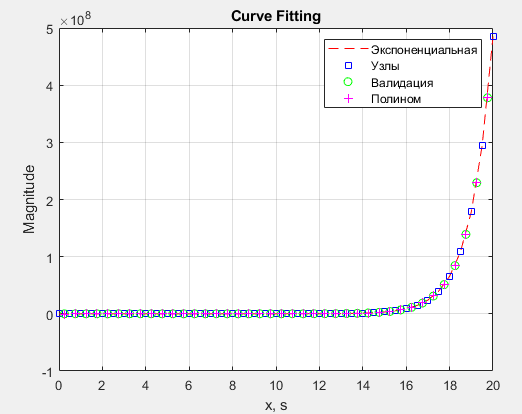 Curve Fitting
×10^8
5
4
3
2
1
0
-1
Magnitude
Экспоненциальная
Узлы
Валидация
Полином
0 2 4 6 8 10 12 14 16 18 20
x, s